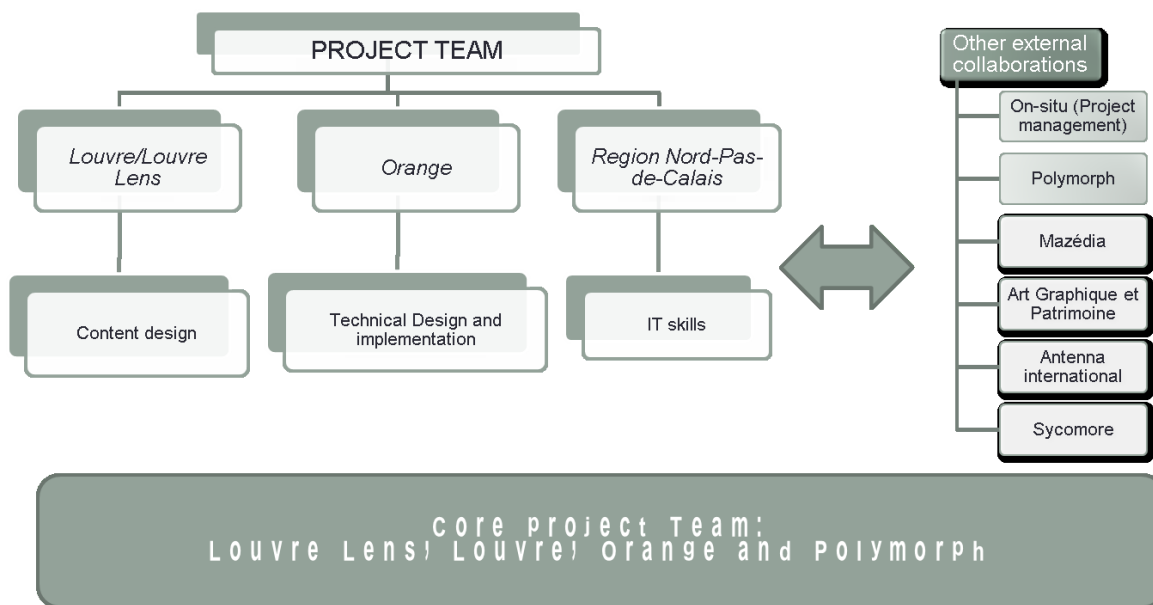 PROJECT TEAM
Louvre/Louvre
Lens
Orange
Region Nord-Pas-
de-Calais
Content design
Technical Design and
implementation
IT skills
Other external
collaborations
On-situ (Project
management)
Polymorph
Mazédia
Art Graphique et
Patrimoine
Antenna
international
Sycomore
Core project Team:
Louvre Lens, Louvre, Orange and Polymorph